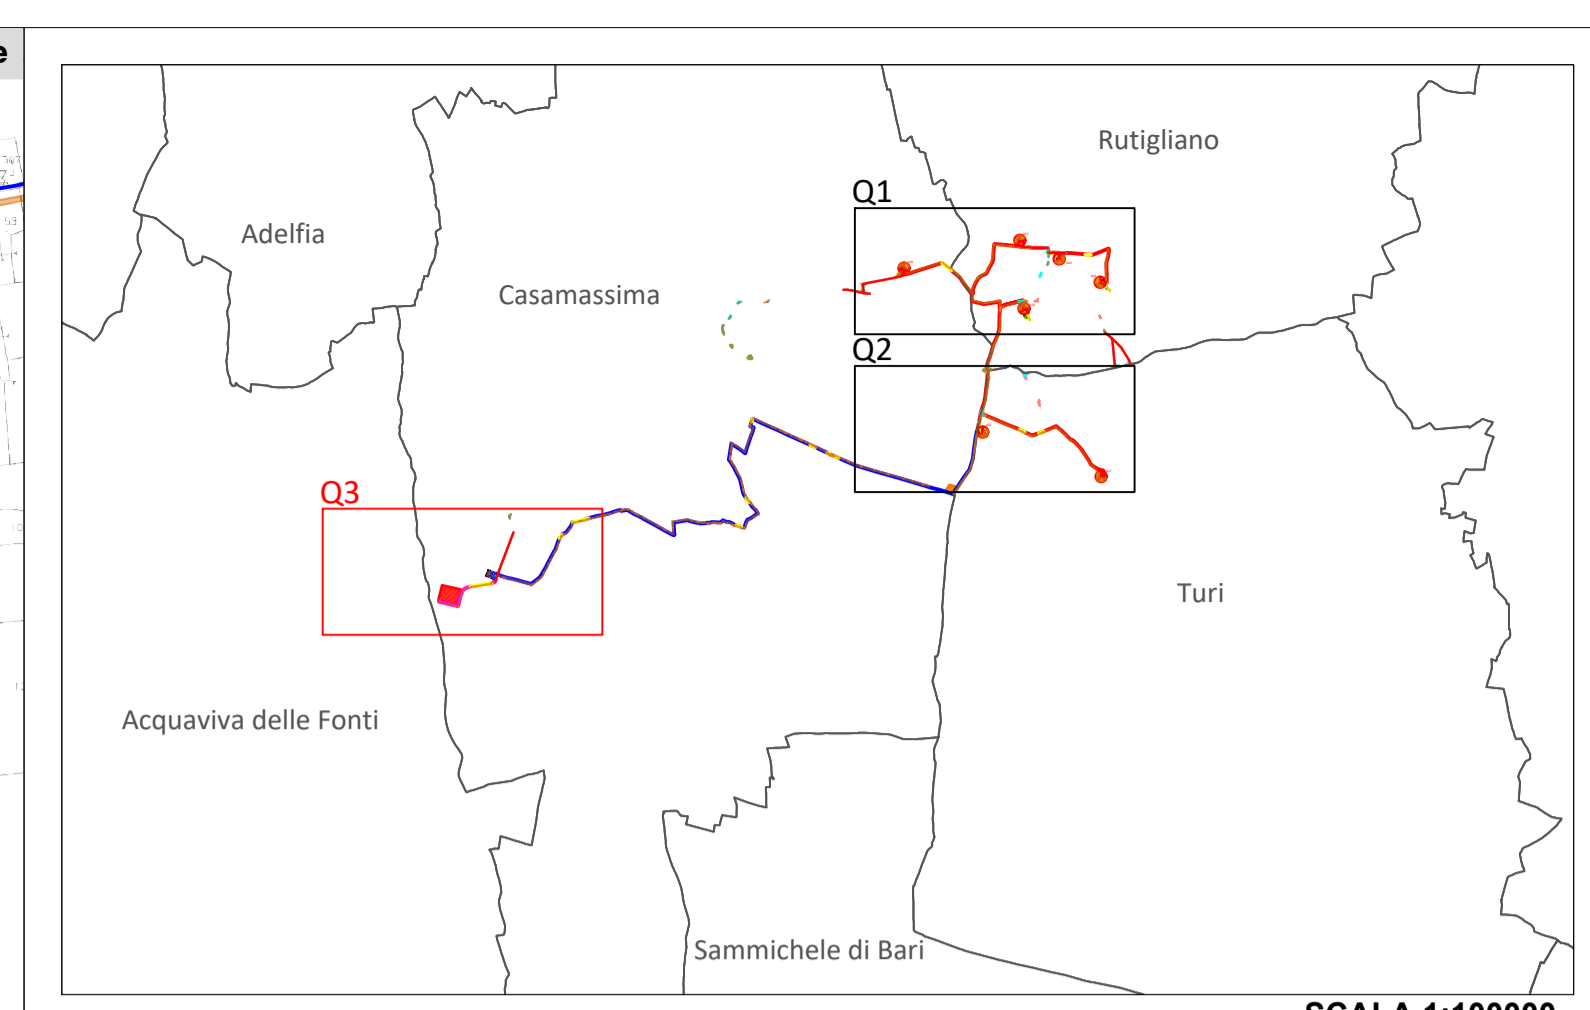 e
Rutigliano
Q1
Adelfia
Casamassima
Q2
Q3
Turi
Acquaviva delle Fonti
Sammichele di Bari
SCALA 1:100000